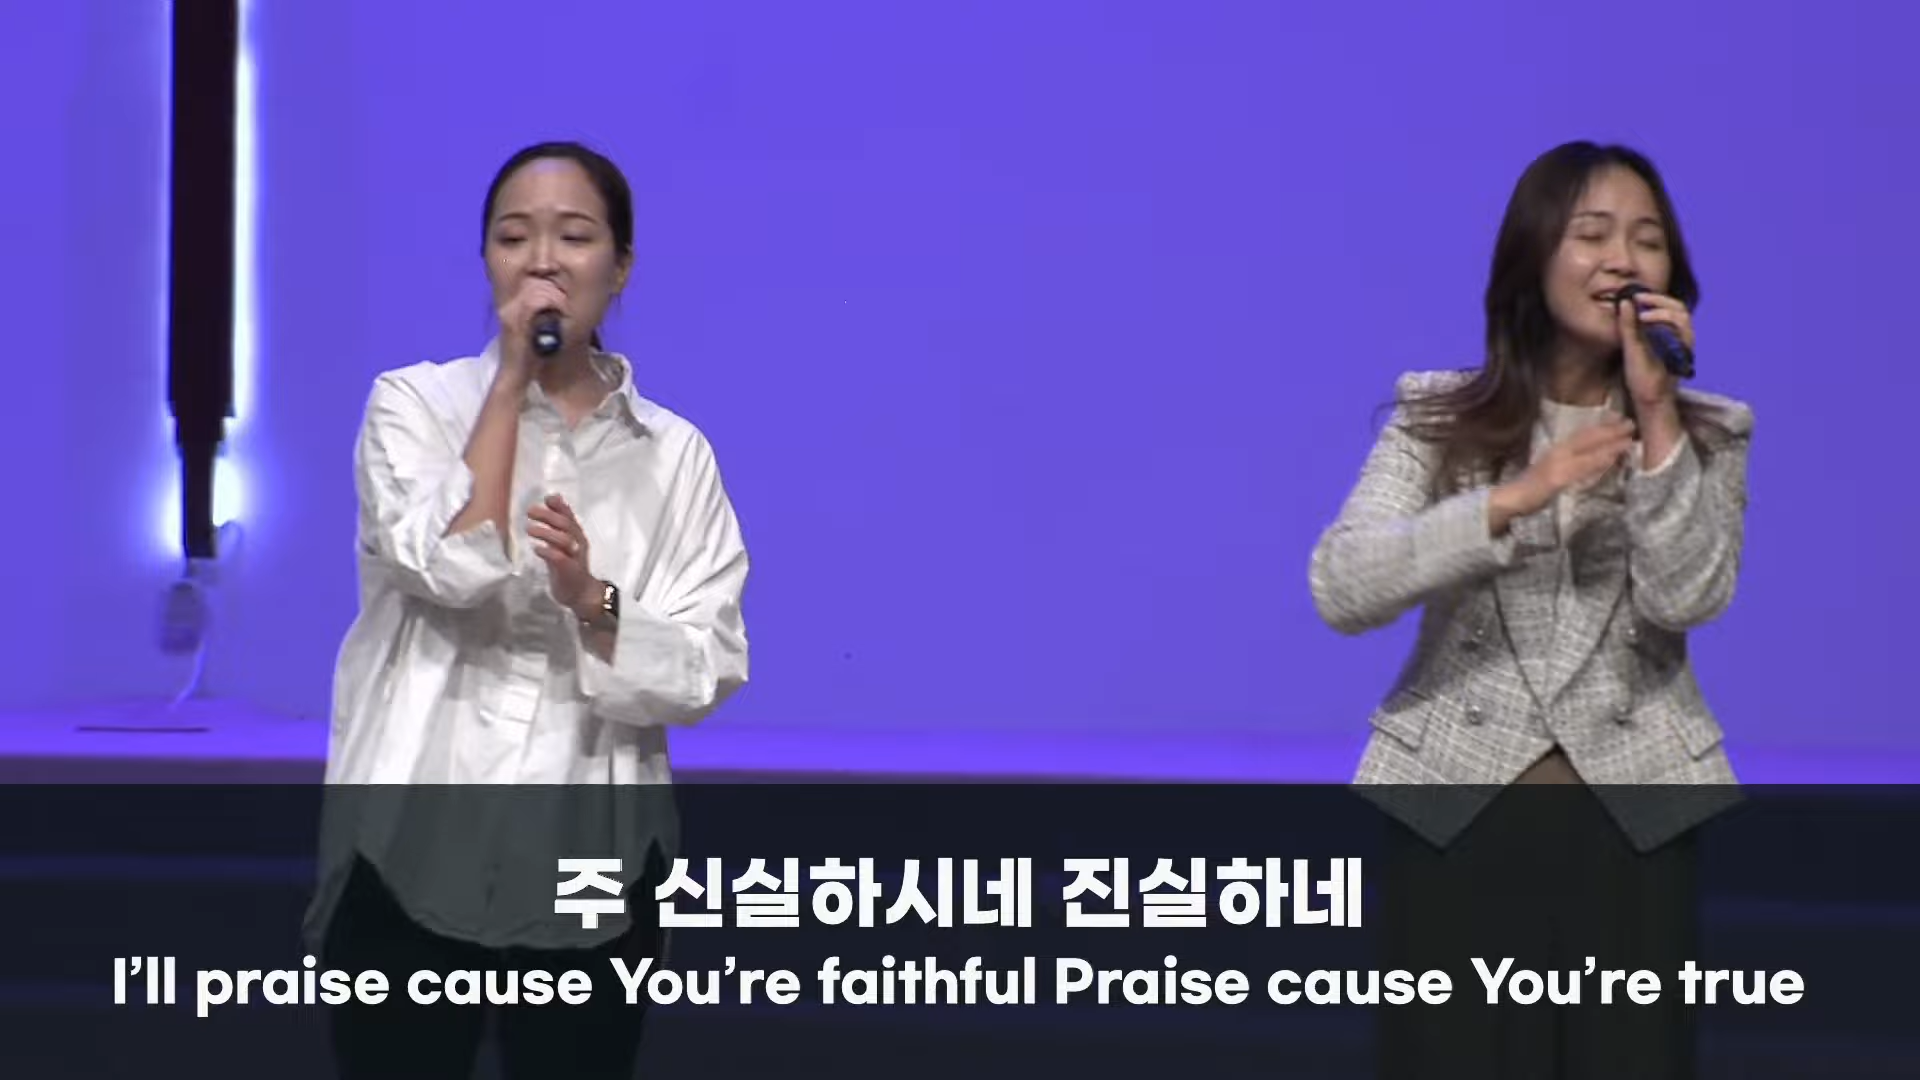 주 신실하시네 진실하네
I'll praise cause You're faithful Praise cause You're true